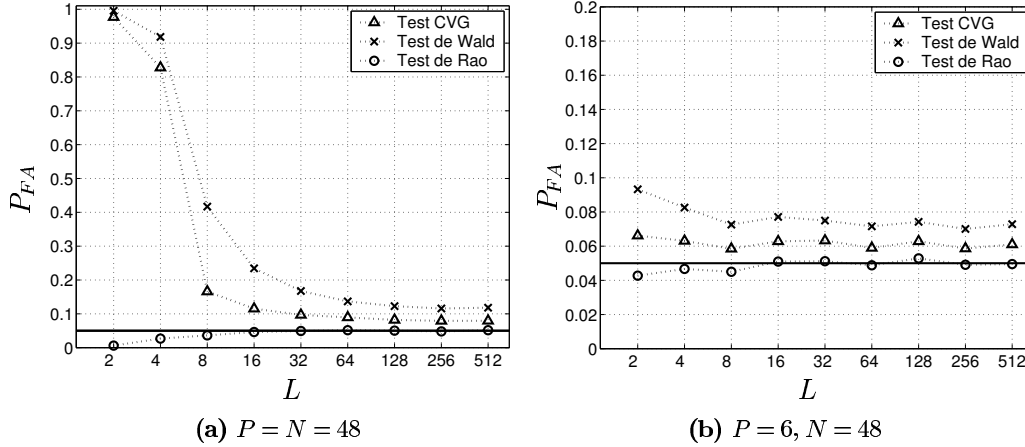 1
0.9
0.8
0.7
0.6
0.5
0.4
0.3
0.2
0.1
0
P_{FA}
Test CVG
Test de Wald
Test de Rao
2 4 8 16 32 64 128 256 512
L
(a) P = N = 48
0.2
0.18
0.16
0.14
0.12
0.1
0.08
0.06
0.04
0.02
0
P_{FA}
Test CVG
Test de Wald
Test de Rao
2 4 8 16 32 64 128 256 512
L
(b) P = 6, N = 48